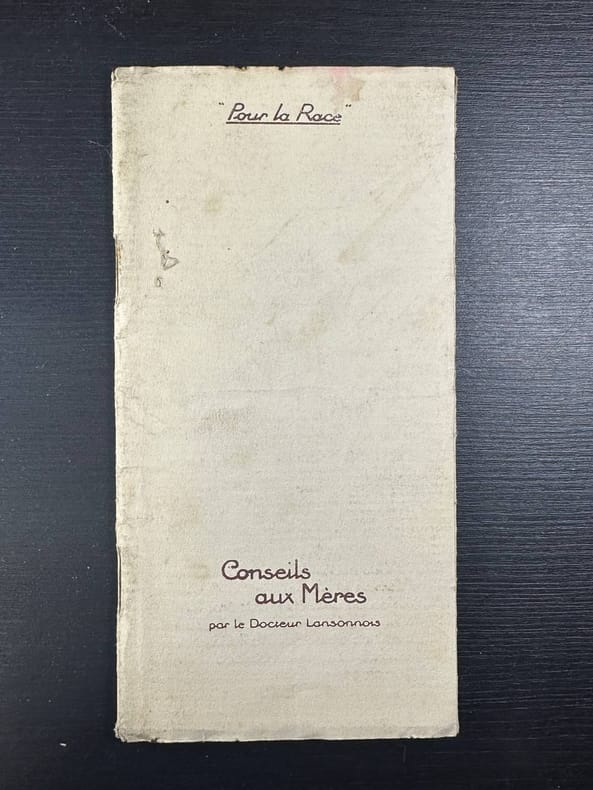 "Pour la Race"
Conseils
aux Mères
par le Docteur Lansonnois